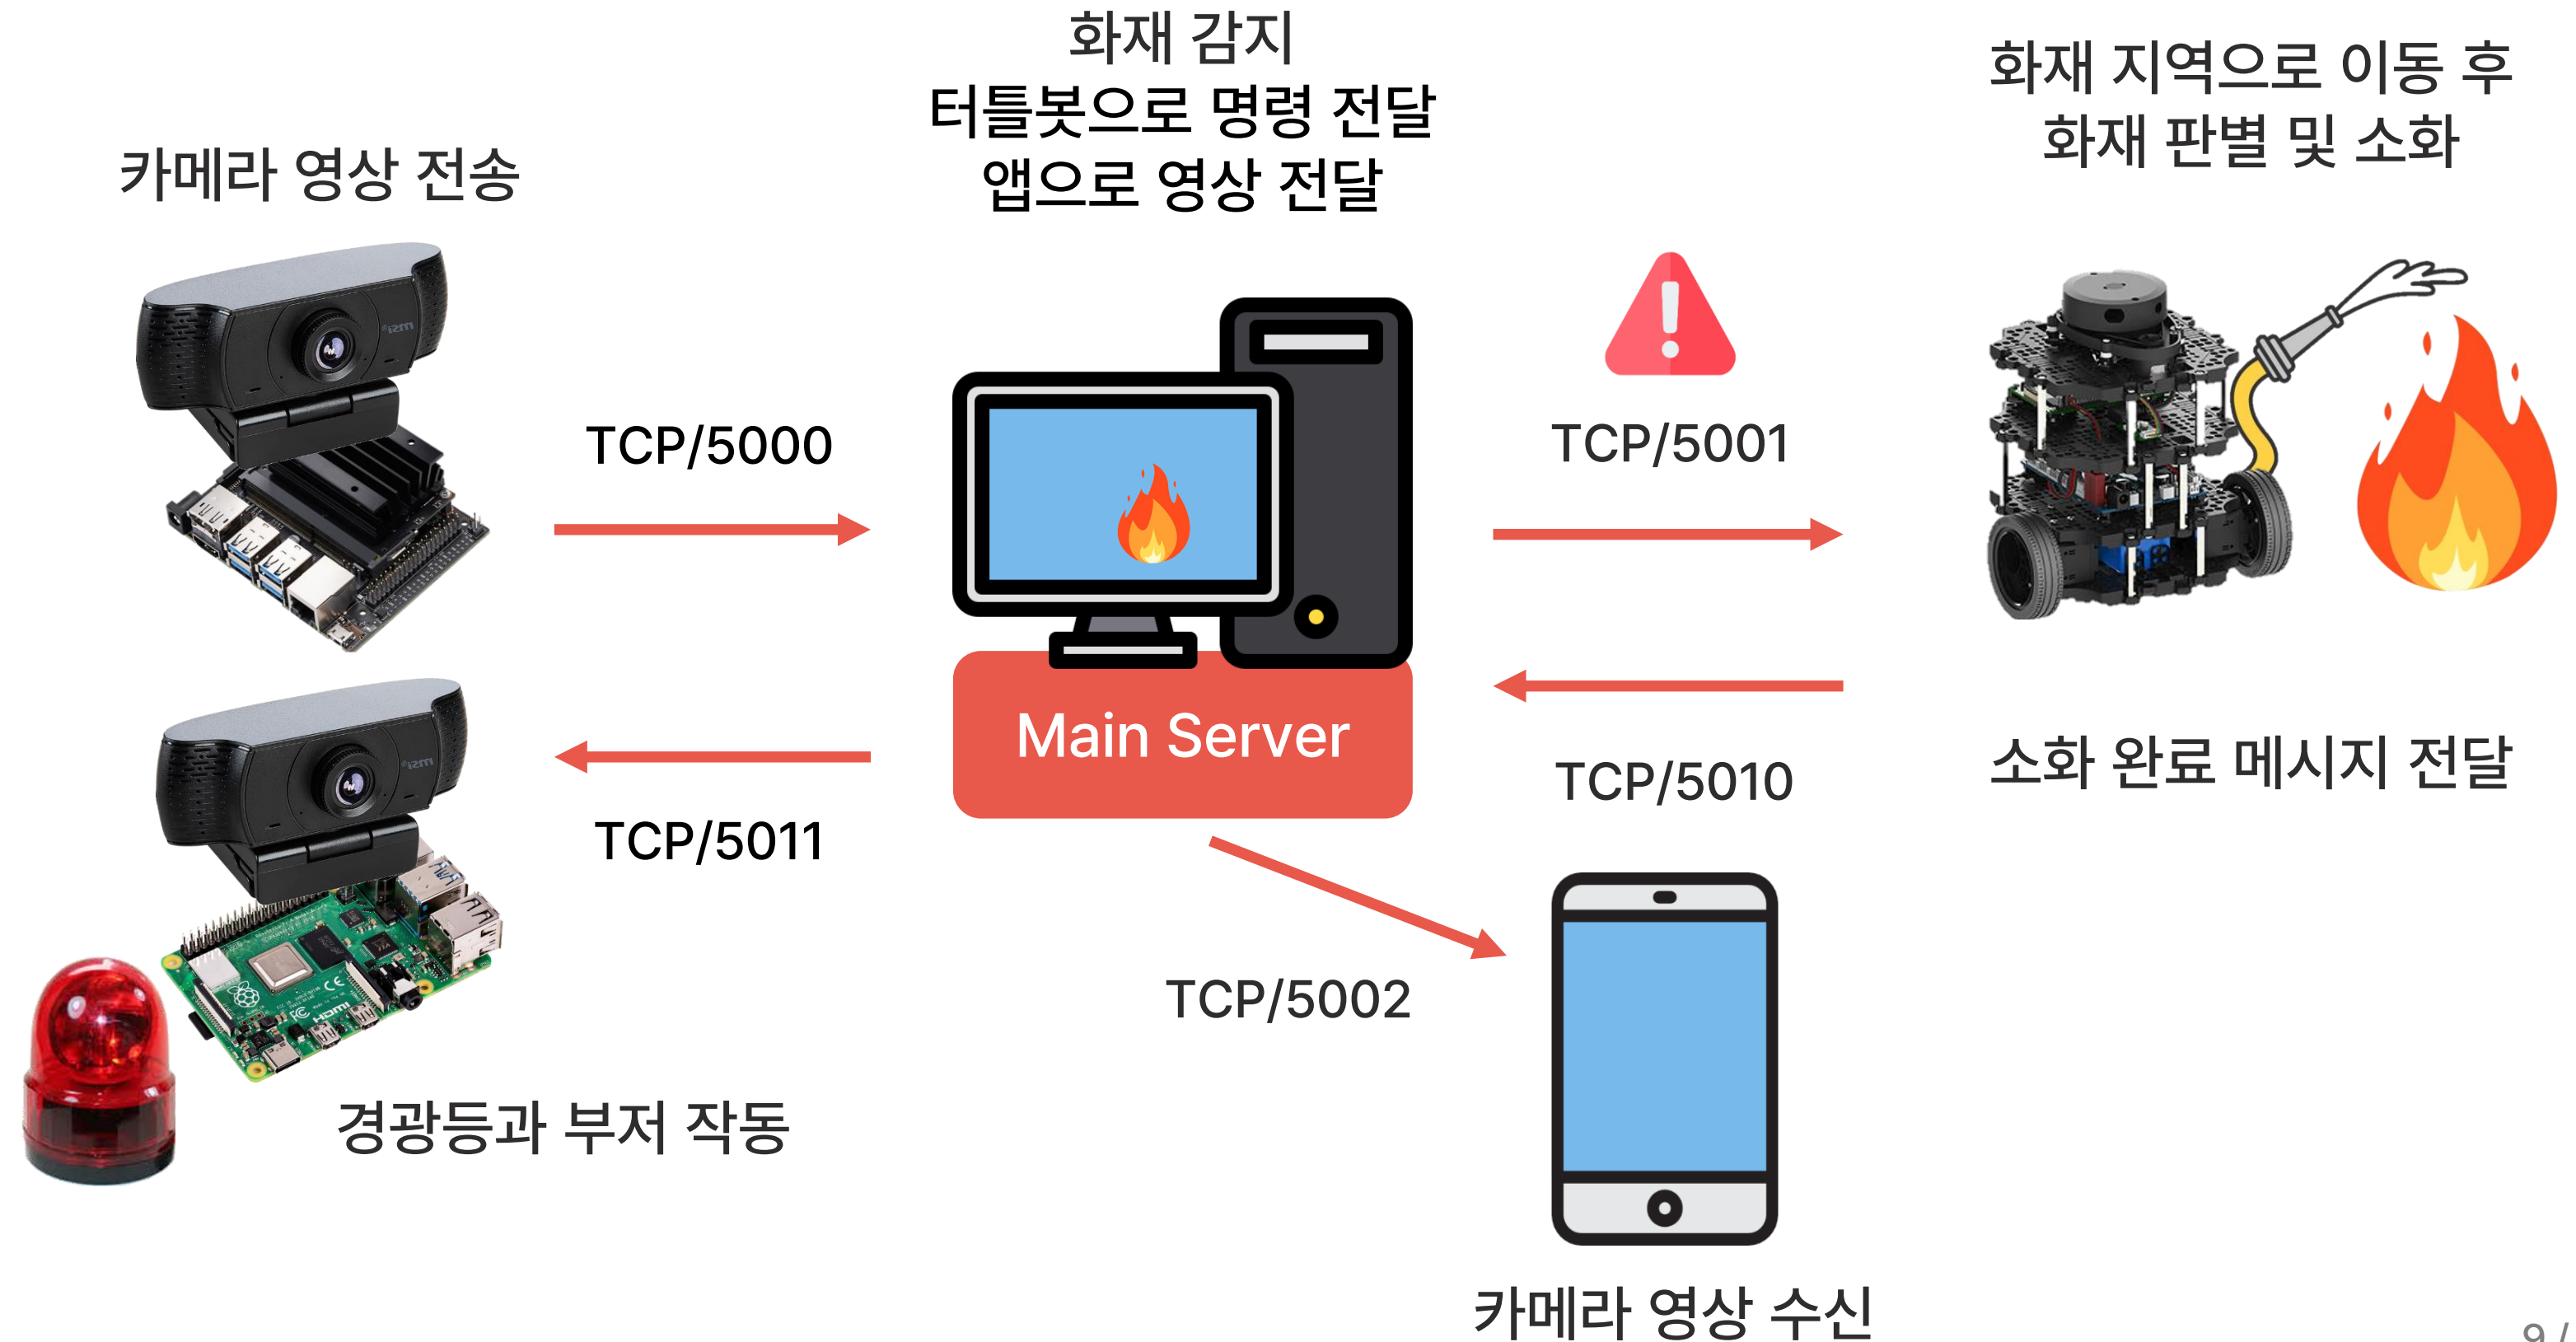 화재 감지
터틀봇으로 명령 전달
앱으로 영상 전달
화재 지역으로 이동 후
화재 판별 및 소화
카메라 영상 전송
TCP/5000
TCP/5001
Main Server
TCP/5011
TCP/5010
소화 완료 메시지 전달
TCP/5002
경광등과 부저 작동
카메라 영상 수신
msi
msi
HDMI